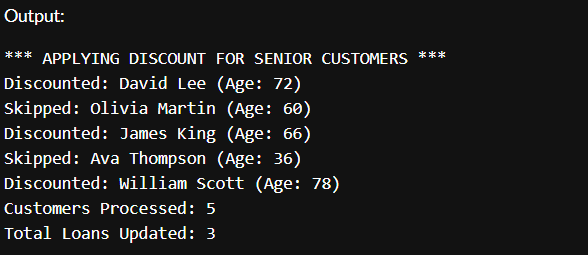 Output:
*** APPLYING DISCOUNT FOR SENIOR CUSTOMERS ***
Discounted: David Lee (Age: 72)
Skipped: Olivia Martin (Age: 60)
Discounted: James King (Age: 66)
Skipped: Ava Thompson (Age: 36)
Discounted: William Scott (Age: 78)
Customers Processed: 5
Total Loans Updated: 3